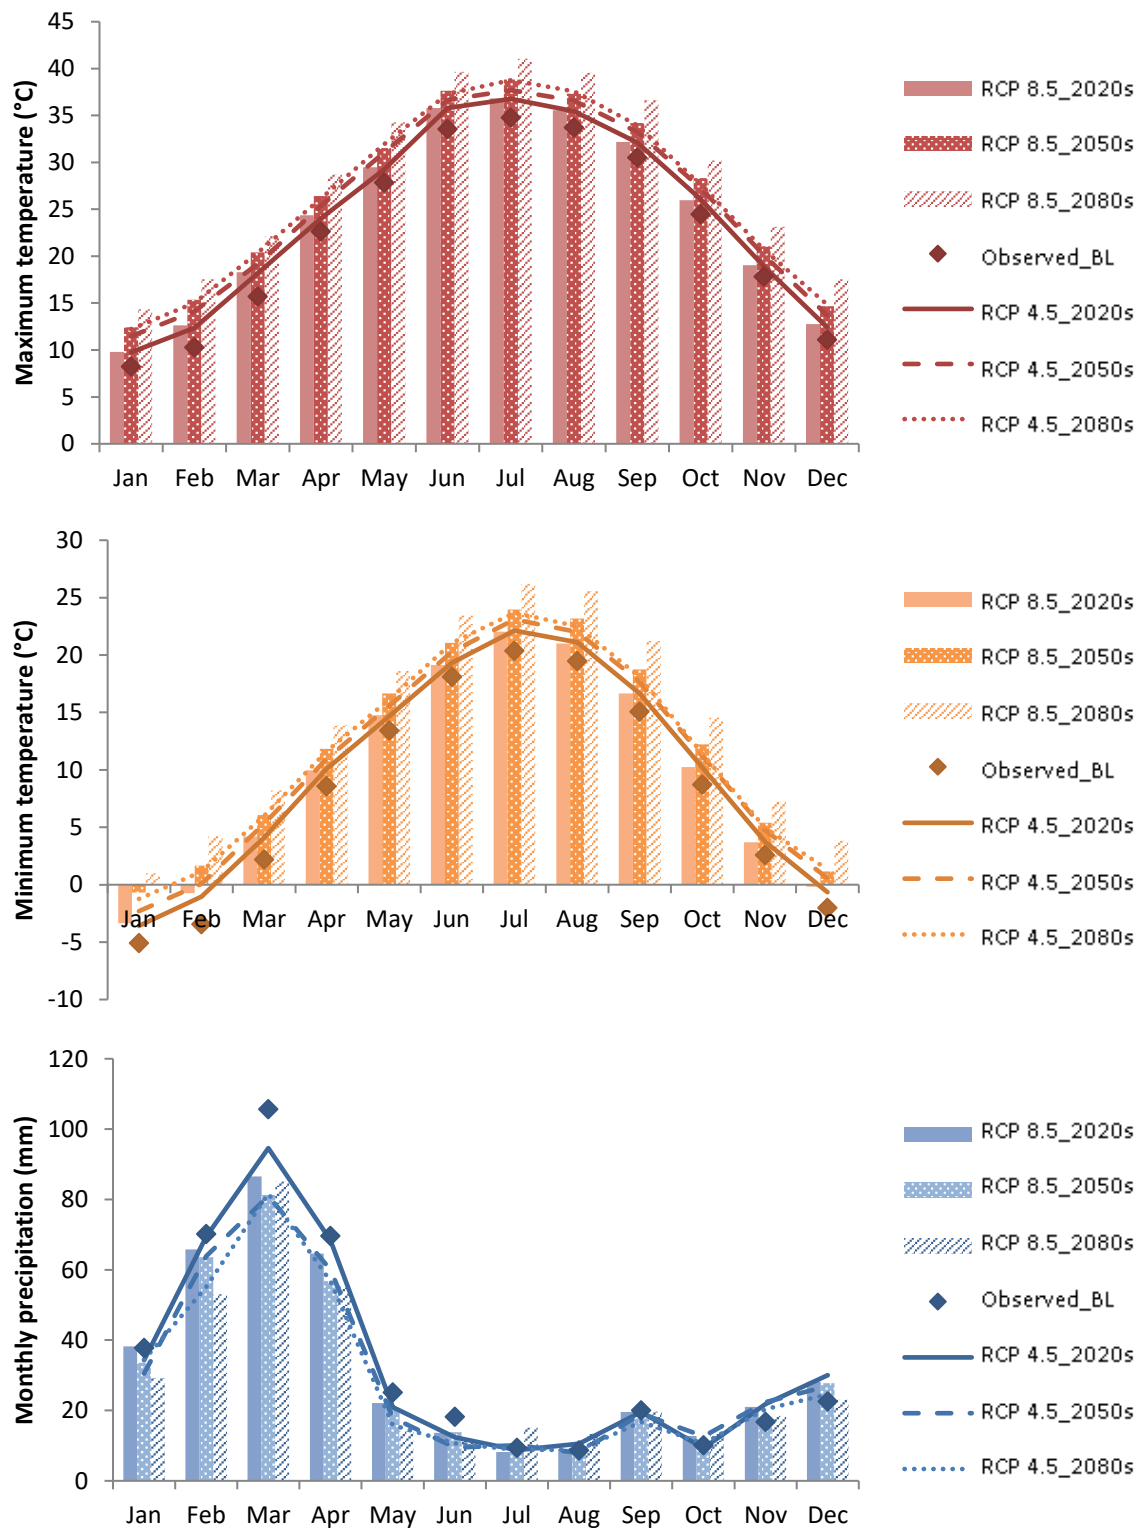 Maximum temperature (°C)
45
40
35
30
25
20
15
10
5
0
Jan Feb Mar Apr May Jun Jul Aug Sep Oct Nov Dec
RCP 8.5_2020s
RCP 8.5_2050s
RCP 8.5_2080s
Observed_BL
RCP 4.5_2020s
RCP 4.5_2050s
RCP 4.5_2080s
Minimum temperature (°C)
30
25
20
15
10
5
0
-5
-10
Jan Feb Mar Apr May Jun Jul Aug Sep Oct Nov Dec
RCP 8.5_2020s
RCP 8.5_2050s
RCP 8.5_2080s
Observed_BL
RCP 4.5_2020s
RCP 4.5_2050s
RCP 4.5_2080s
Monthly precipitation (mm)
120
100
80
60
40
20
0
Jan Feb Mar Apr May Jun Jul Aug Sep Oct Nov Dec
RCP 8.5_2020s
RCP 8.5_2050s
RCP 8.5_2080s
Observed_BL
RCP 4.5_2020s
RCP 4.5_2050s
RCP 4.5_2080s